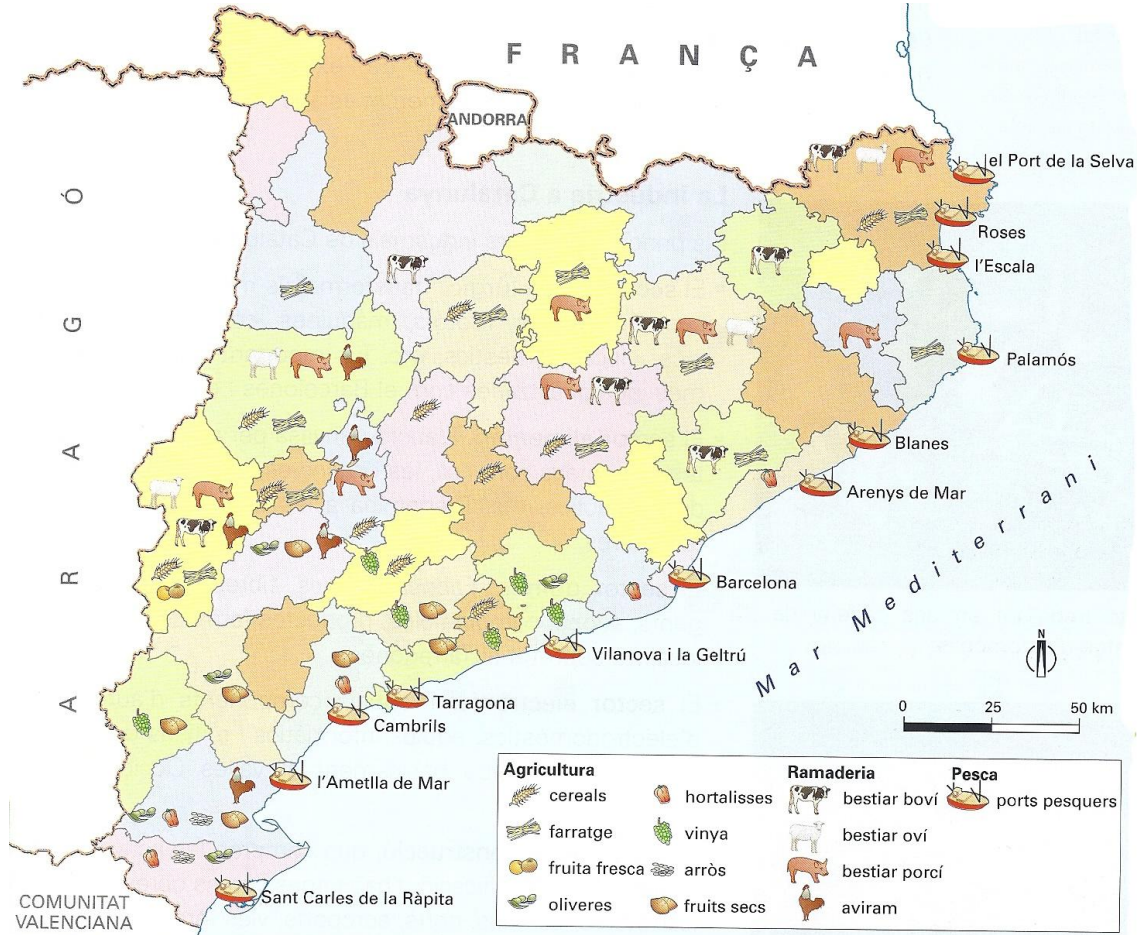 FRANÇA
ANDORRA
ARAGÓ
el Port de la Selva
Roses
l'Escala
Palamós
Blanes
Arenys de Mar
Barcelona
Vilanova i la Geltrú
Tarragona
Cambrils
l'Ametlla de Mar
Sant Carles de la Ràpita
Mar Mediterrani
COMUNITAT
VALENCIANA
N
0 25 50 km
Agricultura
cereals
farratge
fruita fresca
oliveres
hortalisses
vinya
arròs
fruits secs
Ramaderia
bestiar boví
bestiar oví
bestiar porcí
aviram
Pesca
ports pesquers